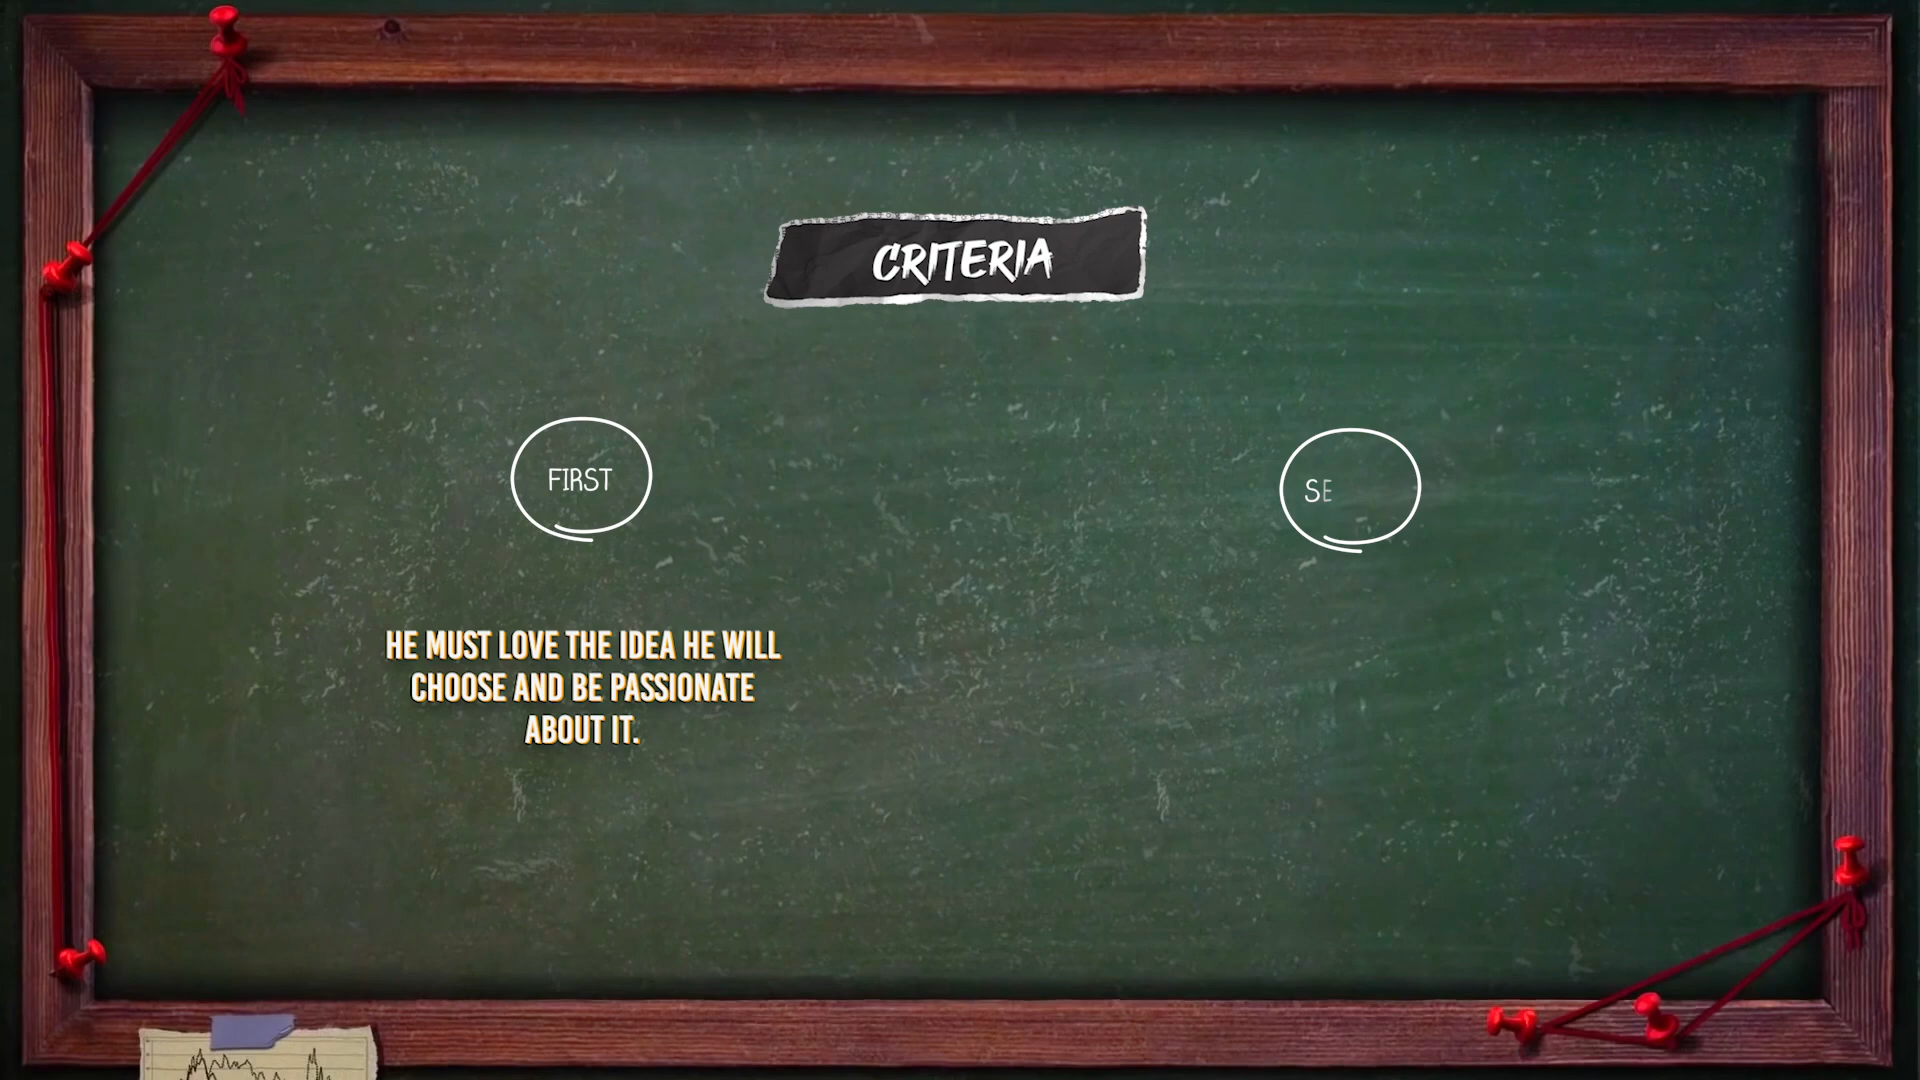 CRITERIA
FIRST
SE
HE MUST LOVE THE IDEA HE WILL
CHOOSE AND BE PASSIONATE
ABOUT IT.